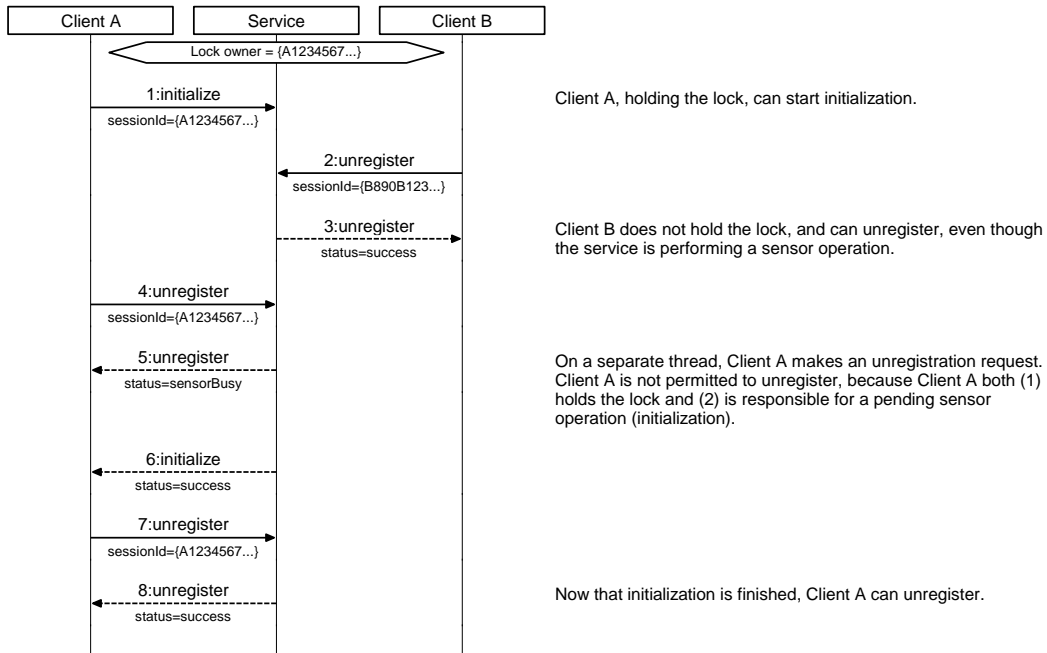 Client A
Service
Client B
Lock owner = {A1234567...}
1:initialize
sessionId={A1234567...}
Client A, holding the lock, can start initialization.
2:unregister
sessionId={B890B123...}
3:unregister
status=success
Client B does not hold the lock, and can unregister, even though
the service is performing a sensor operation.
4:unregister
sessionId={A1234567...}
5:unregister
status=sensorBusy
On a separate thread, Client A makes an unregistration request.
Client A is not permitted to unregister, because Client A both (1)
holds the lock and (2) is responsible for a pending sensor
operation (initialization).
6:initialize
status=success
7:unregister
sessionId={A1234567...}
8:unregister
status=success
Now that initialization is finished, Client A can unregister.